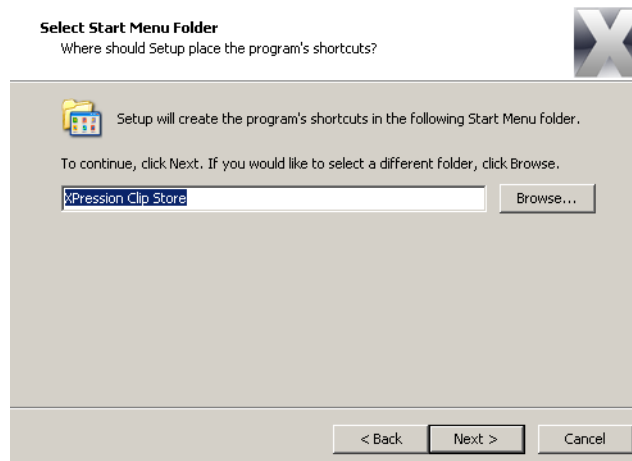 Select Start Menu Folder
Where should Setup place the program's shortcuts?
X
Setup will create the program's shortcuts in the following Start Menu folder.
To continue, click Next. If you would like to select a different folder, click Browse.
XPression Clip Store
Browse...
< Back
Next >
Cancel